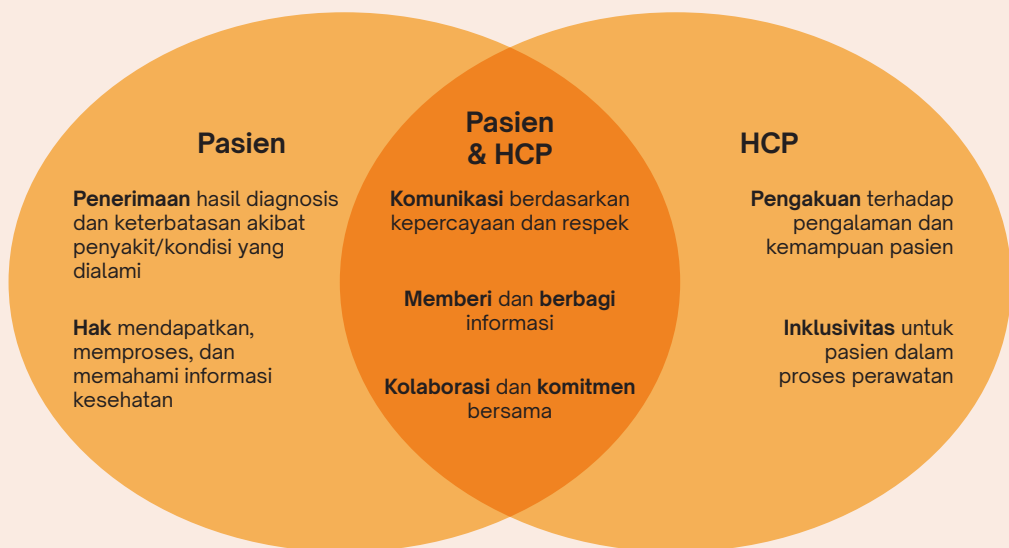 Pasien
Penerimaan hasil diagnosis
dan keterbatasan akibat
penyakit/kondisi yang
dialami
Hak mendapatkan,
memproses, dan
memahami informasi
kesehatan
Pasien
& HCP
Komunikasi berdasarkan
kepercayaan dan respek
Memberi dan berbagi
informasi
Kolaborasi dan komitmen
bersama
HCP
Pengakuan terhadap
pengalaman dan
kemampuan pasien
Inklusivitas untuk
pasien dalam
proses perawatan